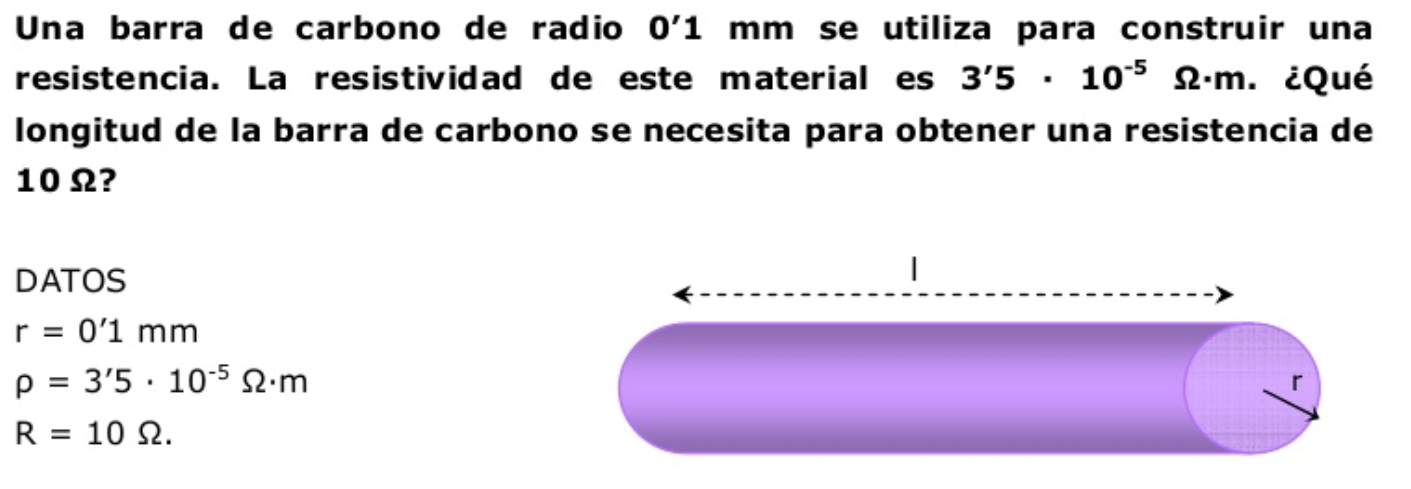 Una barra de carbono de radio 0’1 mm se utiliza para construir una
resistencia. La resistividad de este material es 3’5 · 10⁻⁵ Ω·m. ¿Qué
longitud de la barra de carbono se necesita para obtener una resistencia de
10 Ω?
DATOS
r = 0’1 mm
ρ = 3’5 · 10⁻⁵ Ω·m
R = 10 Ω.
l
r